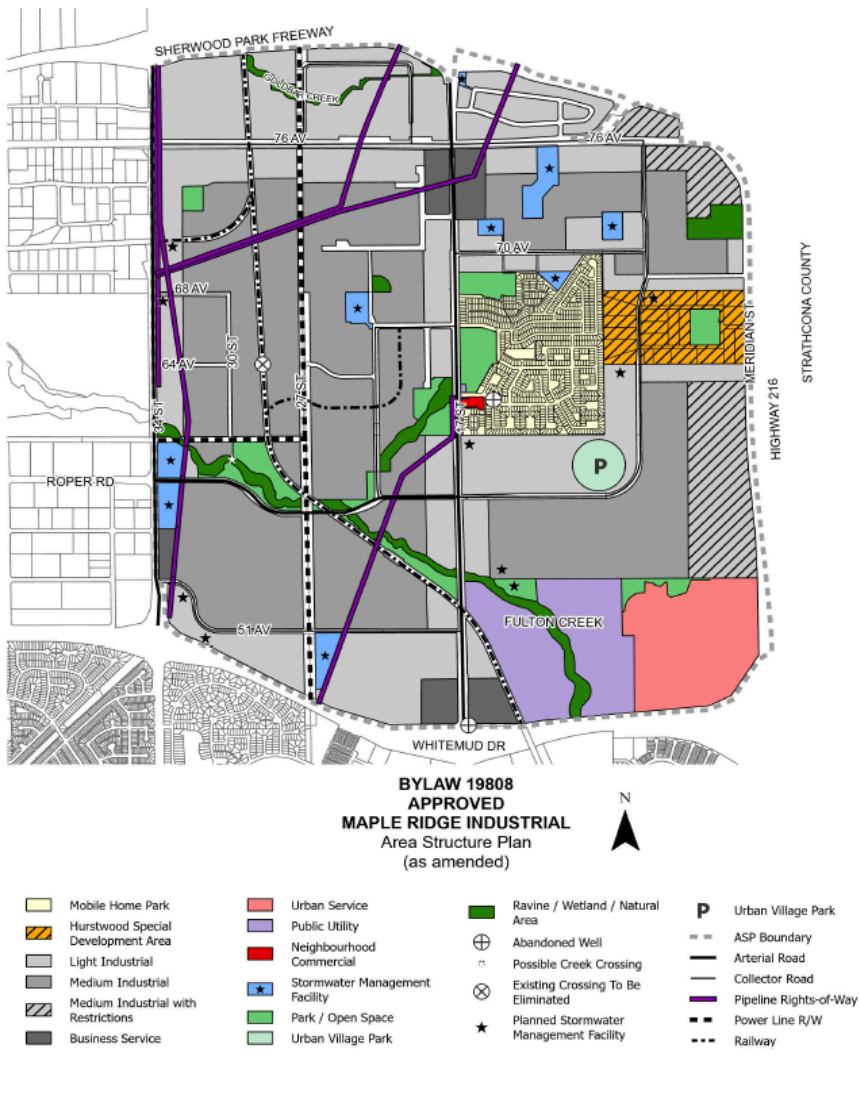 SHERWOOD PARK FREEWAY
GOLDBAR CREEK
76 AV
76 AV
70 AV
68 AV
64 AV
30 ST
27 ST
34 ST
17 ST
MERIDIAN ST
STRATHCONA COUNTY
HIGHWAY 216
P
ROPER RD
FULTON CREEK
51 AV
WHITEMUD DR
BYLAW 19808
APPROVED
MAPLE RIDGE INDUSTRIAL
Area Structure Plan
(as amended)
N
Mobile Home Park
Hurstwood Special
Development Area
Light Industrial
Medium Industrial
Medium Industrial with
Restrictions
Business Service
Urban Service
Public Utility
Neighbourhood
Commercial
Stormwater Management
Facility
Park / Open Space
Urban Village Park
Ravine / Wetland / Natural
Area
Abandoned Well
Possible Creek Crossing
Existing Crossing To Be
Eliminated
Planned Stormwater
Management Facility
P
Urban Village Park
ASP Boundary
Arterial Road
Collector Road
Pipeline Rights-of-Way
Power Line R/W
Railway